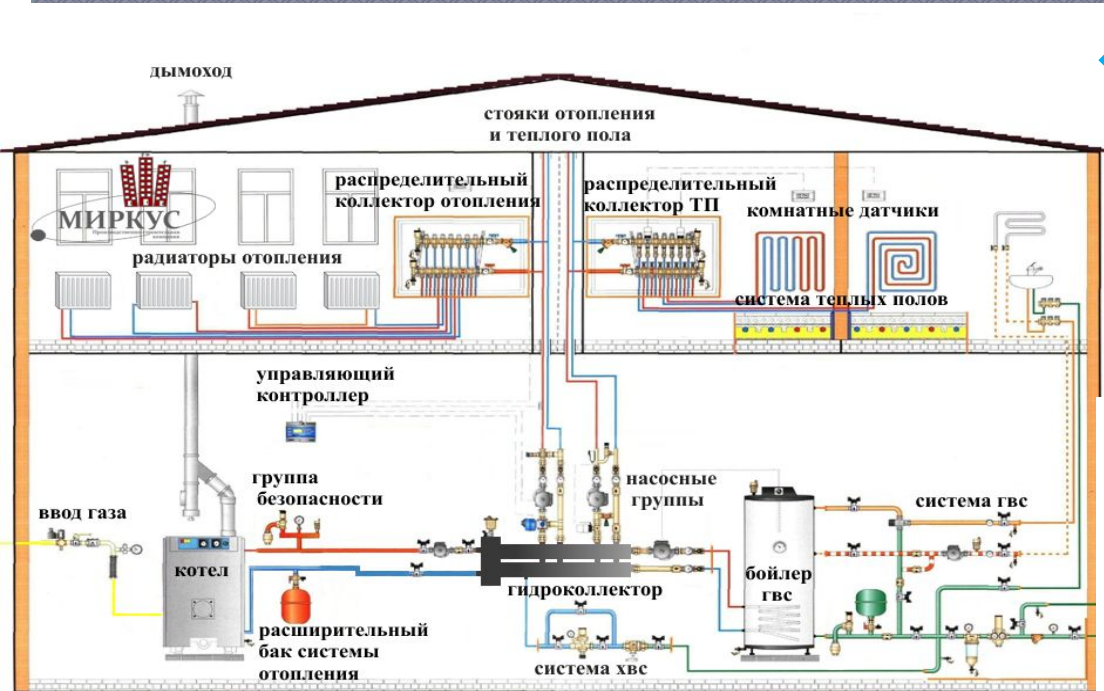 дымоход
стояки отопления
и теплого пола
МИРКУС
распределительный
коллектор отопления
распределительный
коллектор ТП
комнатные датчики
радиаторы отопления
система теплых полов
управляющий
контроллер
группа
безопасности
насосные
группы
ввод газа
система гвс
котел
бойлер
гвс
гидроколлектор
расширительный
бак системы
отопления
система хвс